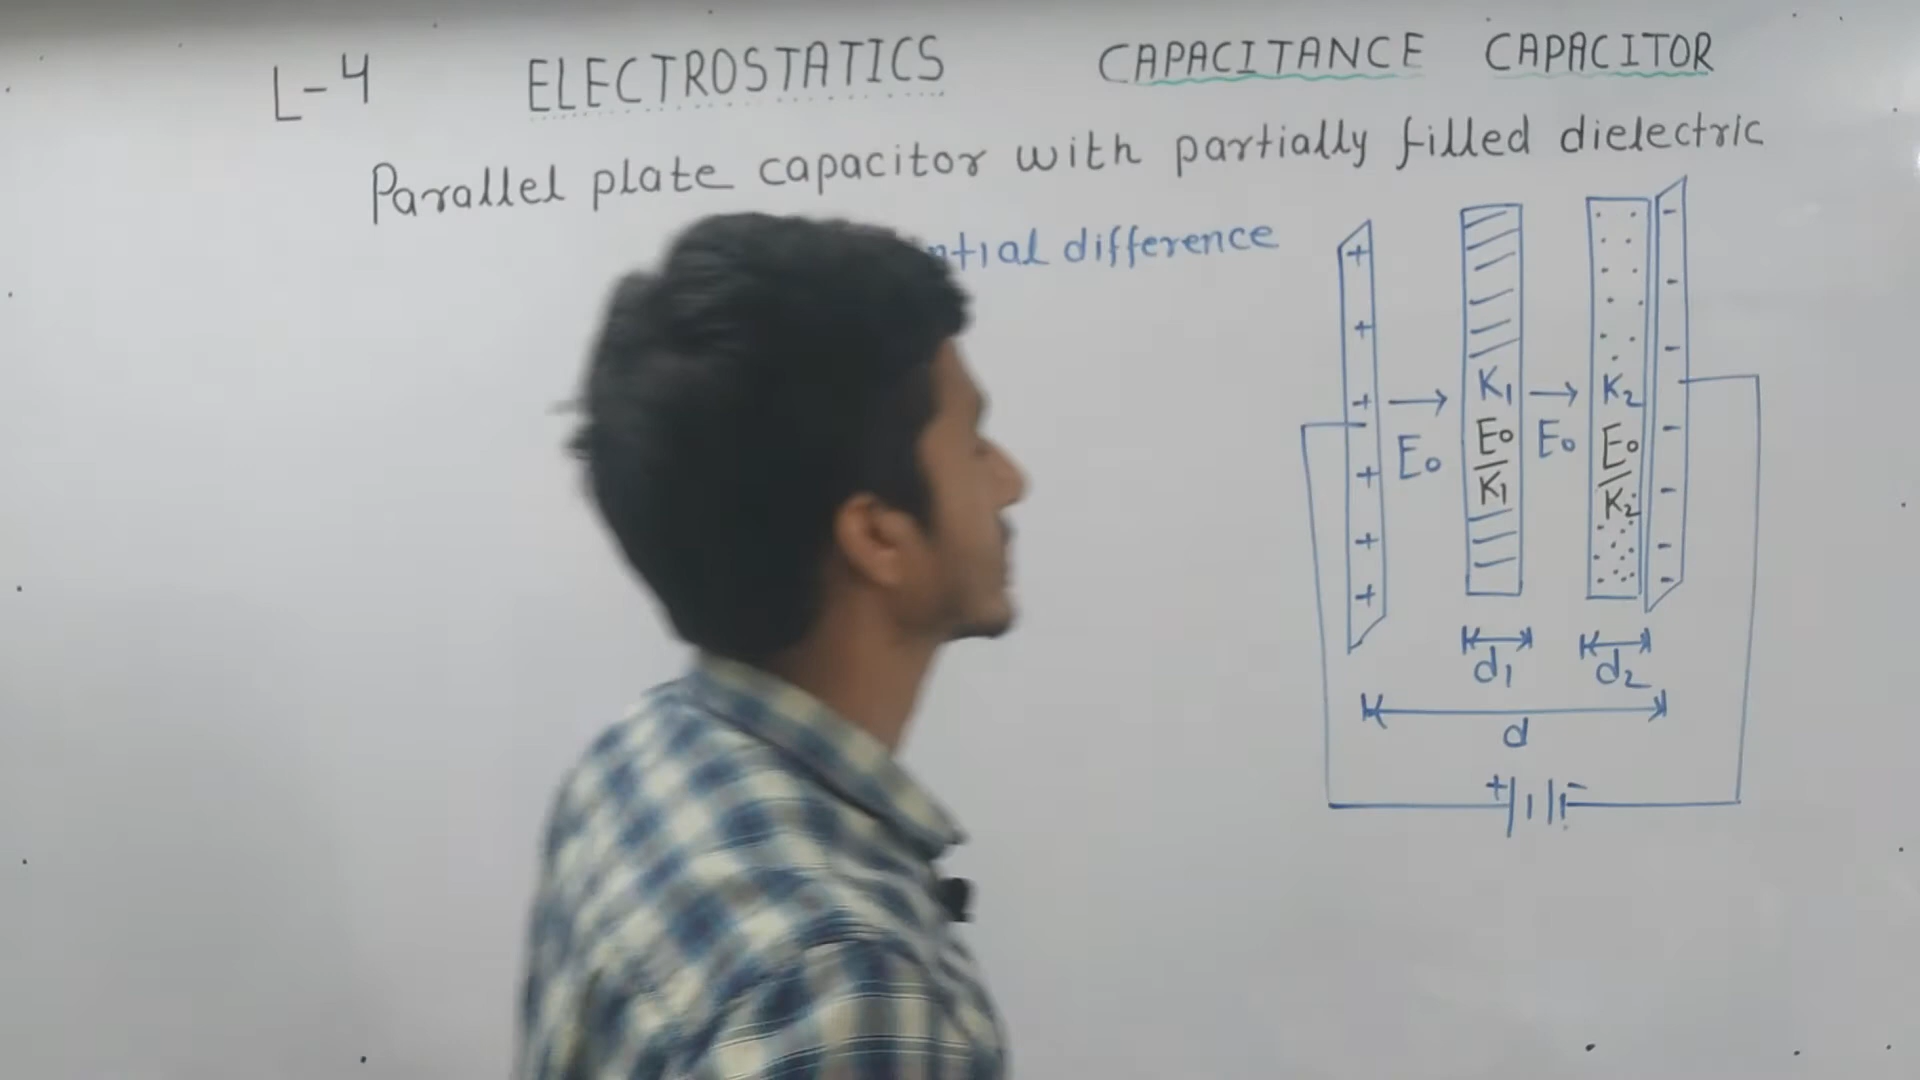 L-4 ELECTROSTATICS CAPACITANCE CAPACITOR
Parallel plate capacitor with partially filled dielectric
difference
+ + + + + +
- - - - - - - -
K1 K2
E0 E0/K1 E0 E0/K2
d1 d2
d
+ -